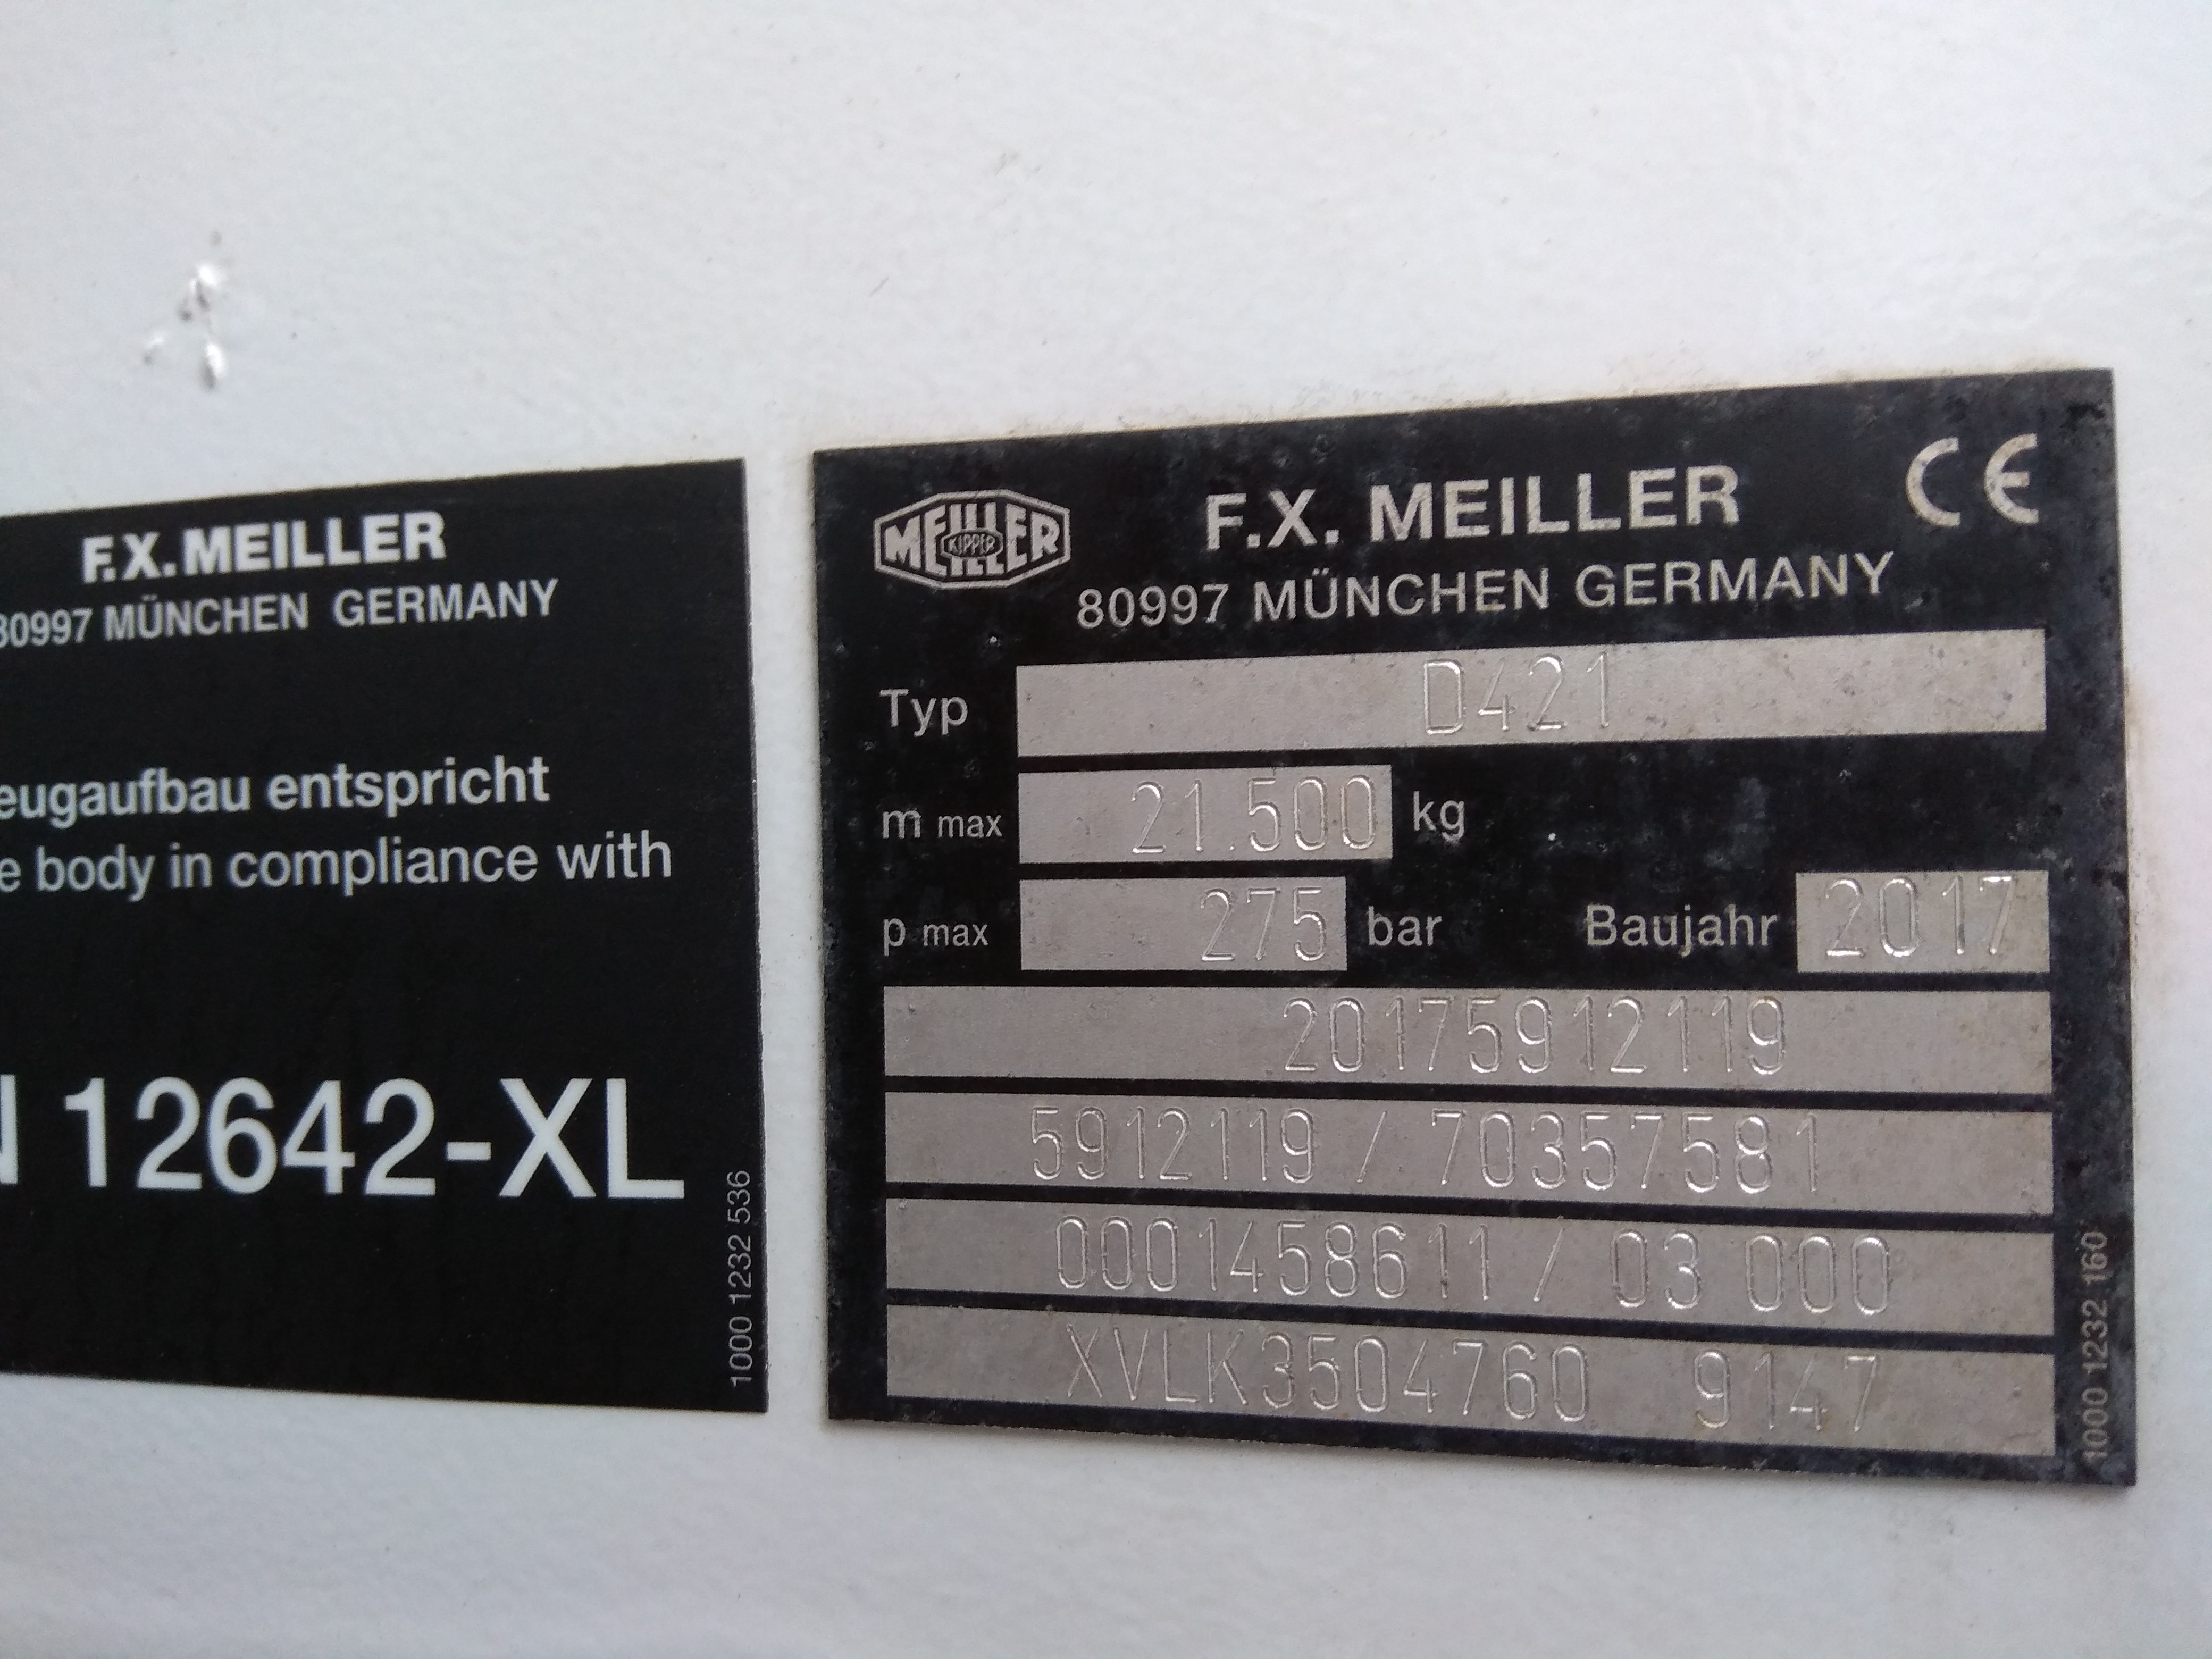 F.X. MEILLER
80997 MÜNCHEN GERMANY
eugaufbau entspricht
e body in compliance with
N 12642-XL
1000 1232 536
MEILLER
KIPPER
F.X. MEILLER
CE
80997 MÜNCHEN GERMANY
Typ D421
m max 21.500 kg
p max 275 bar Baujahr 2017
20175912119
5912119 / 70357581
0001458611 / 03 000
XVLK3504760 9147
1000 1232 160